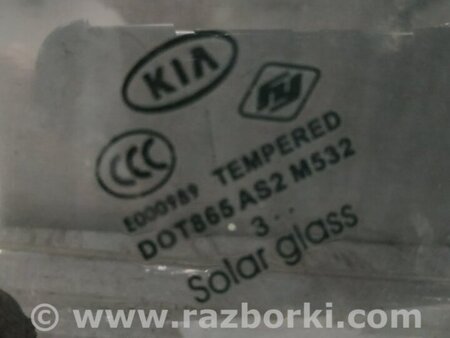 KIA
CCC
E000989 TEMPERED
DOT865 AS2 M532
3 ..
Solar glass
© - www.razborki.com